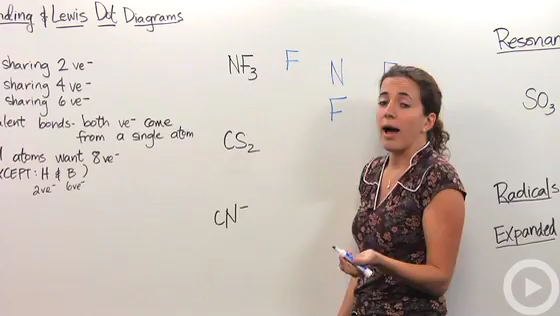 nding & Lewis Dot Diagrams
sharing 2 ve-
sharing 4 ve-
sharing 6 ve-
alent bonds- both ve- come
from a single atom
l atoms want 8ve-
XCEPT: H & B )
2ve- 6ve-
NF3
CS2
CN-
F
N
F
Resonan
SO3
Radicals
Expanded